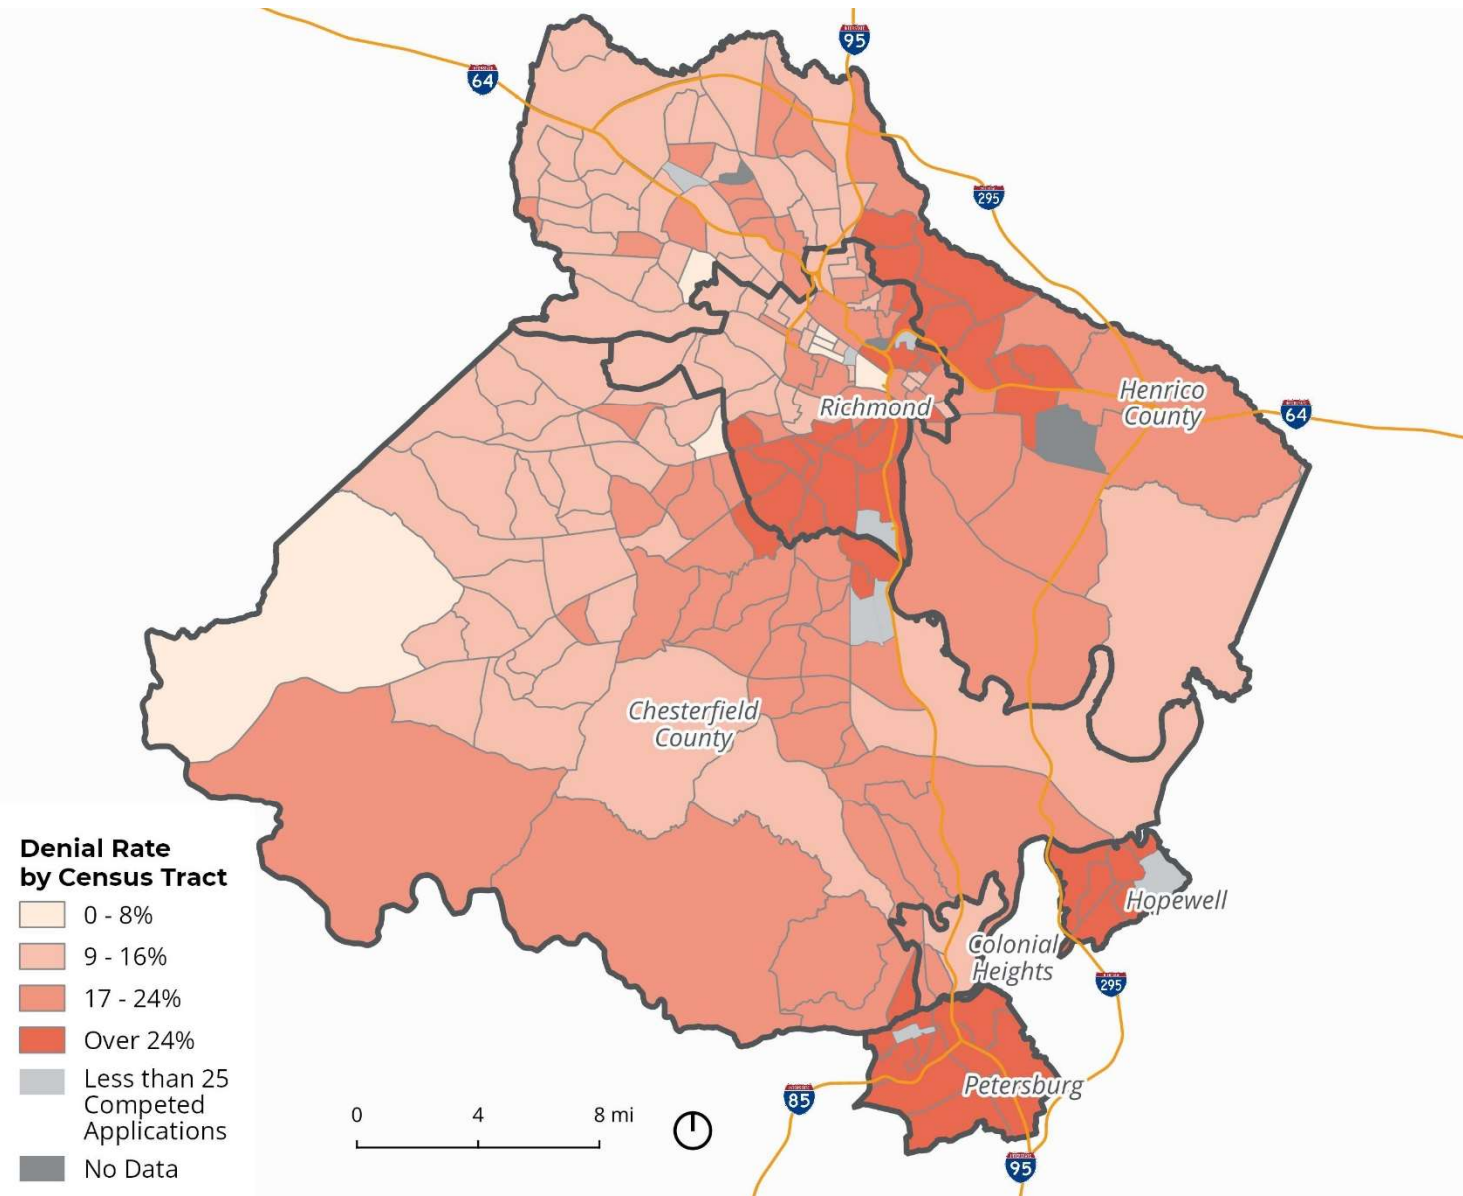 95
64
295
Henrico
County
64
Richmond
Chesterfield
County
Denial Rate
by Census Tract
0 - 8%
9 - 16%
17 - 24%
Over 24%
Less than 25
Competed
Applications
No Data
Hopewell
Colonial
Heights
295
Petersburg
85
0 4 8 mi
95